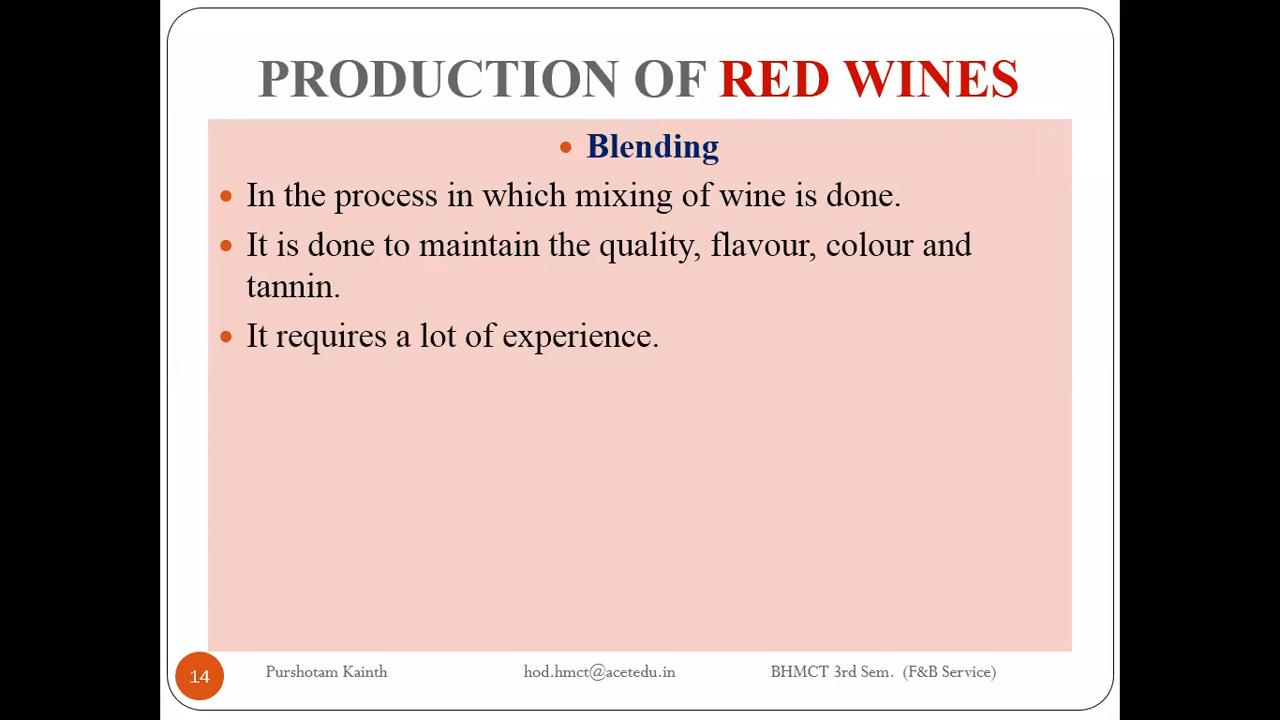 PRODUCTION OF RED WINES
• Blending
• In the process in which mixing of wine is done.
• It is done to maintain the quality, flavour, colour and
tannin.
• It requires a lot of experience.
14 Purshotam Kainth hod.hmct@acetedu.in BHMCT 3rd Sem. (F&B Service)